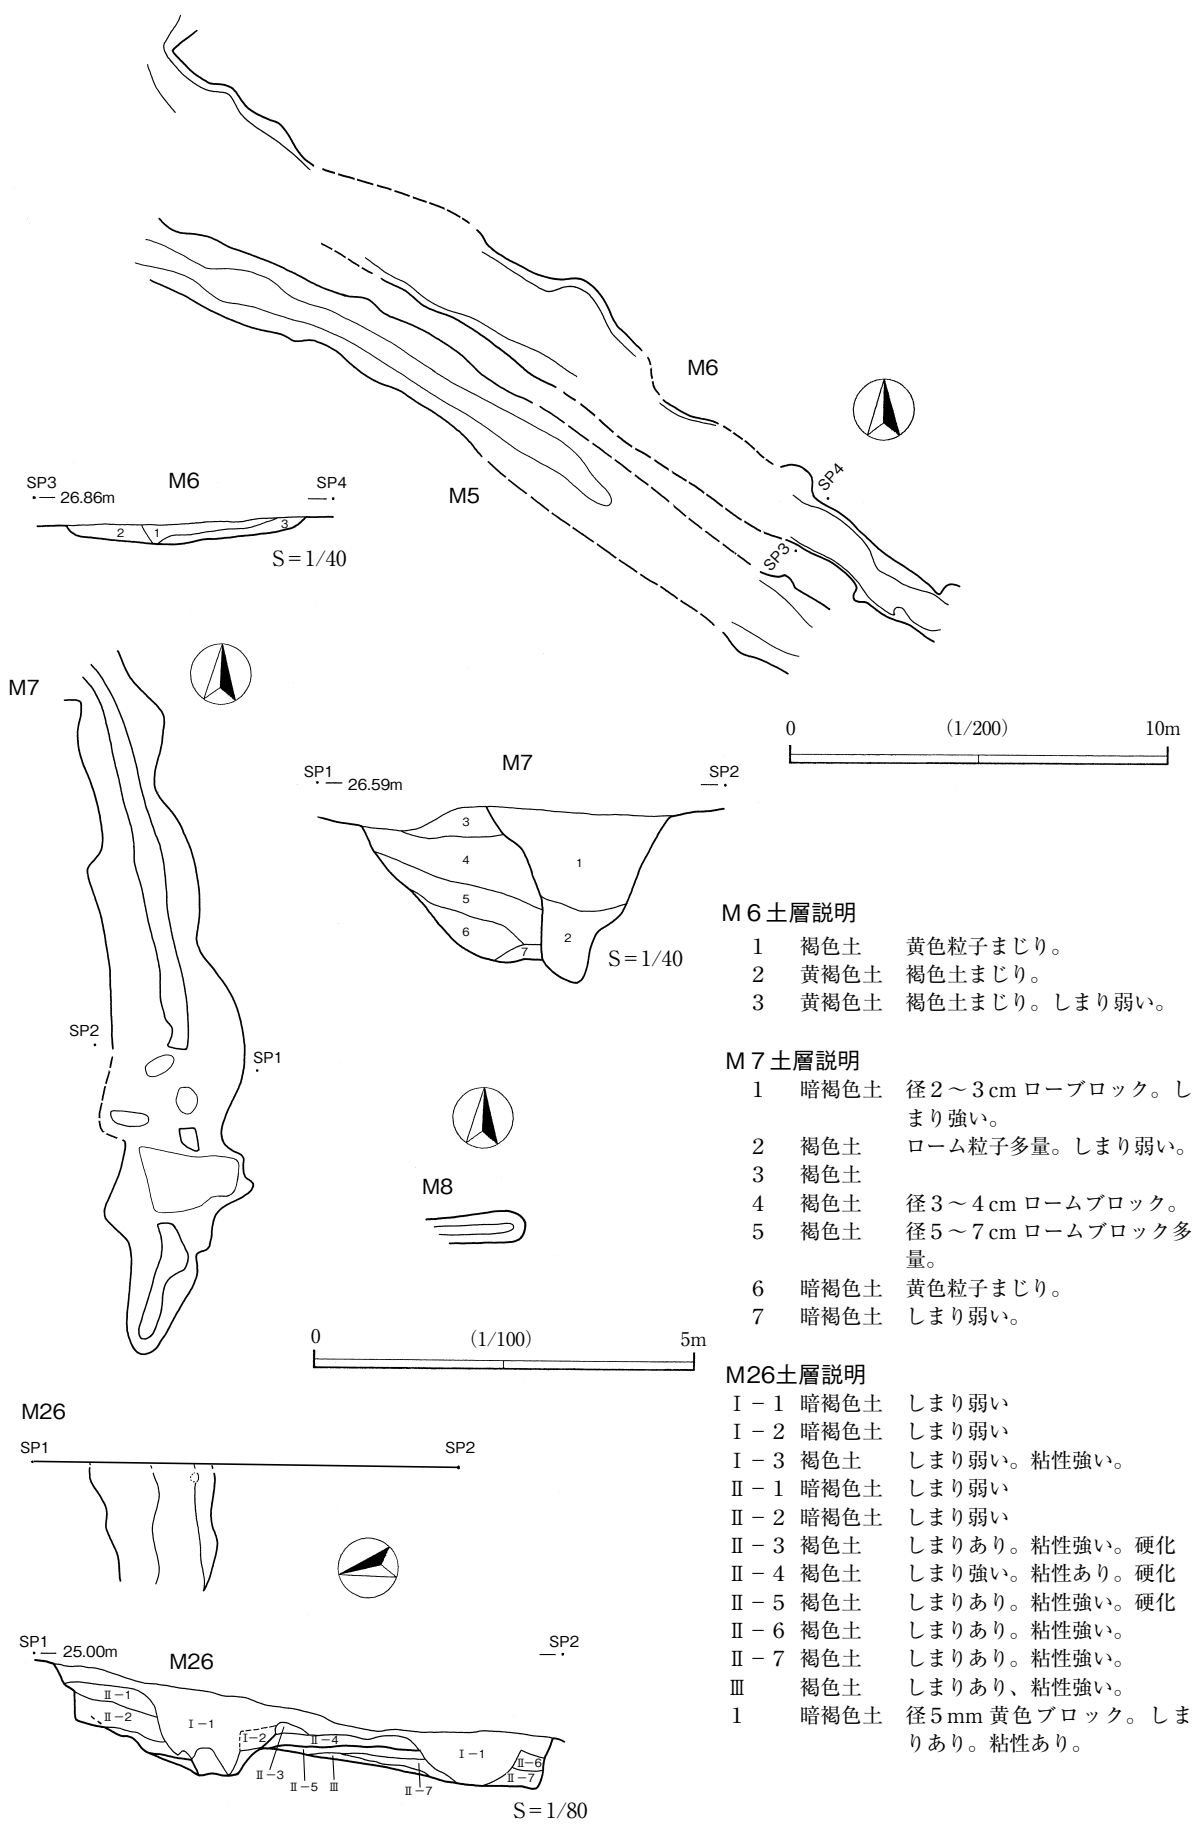 M6
SP4
SP3
M5
SP3 M6 SP4
26.86m
2 1 3
S=1/40
0 (1/200) 10m
M7
SP2
SP1
SP1 M7 SP2
26.59m
3
4
1
5
6
2
7
S=1/40
M8
0 (1/100) 5m
M26
SP1 SP2
SP1 25.00m M26 SP2
Ⅱ-1
Ⅱ-2
Ⅰ-1
Ⅰ-2
Ⅱ-4
Ⅰ-1
Ⅱ-6
Ⅱ-3
Ⅱ-7
Ⅱ-5
Ⅲ
Ⅱ-7
S=1/80
M6土層説明
1 褐色土 黄色粒子まじり。
2 黄褐色土 褐色土まじり。
3 黄褐色土 褐色土まじり。しまり弱い。
M7土層説明
1 暗褐色土 径2～3cmローブロック。し
まり強い。
2 褐色土 ローム粒子多量。しまり弱い。
3 褐色土
4 褐色土 径3～4cmロームブロック。
5 褐色土 径5～7cmロームブロック多
量。
6 暗褐色土 黄色粒子まじり。
7 暗褐色土 しまり弱い。
M26土層説明
Ⅰ－1 暗褐色土 しまり弱い
Ⅰ－2 暗褐色土 しまり弱い
Ⅰ－3 褐色土 しまり弱い。粘性強い。
Ⅱ－1 暗褐色土 しまり弱い
Ⅱ－2 暗褐色土 しまり弱い
Ⅱ－3 褐色土 しまりあり。粘性強い。硬化
Ⅱ－4 褐色土 しまり強い。粘性あり。硬化
Ⅱ－5 褐色土 しまりあり。粘性強い。硬化
Ⅱ－6 褐色土 しまりあり。粘性強い。
Ⅱ－7 褐色土 しまりあり。粘性強い。
Ⅲ 褐色土 しまりあり、粘性強い。
1 暗褐色土 径5mm黄色ブロック。しま
りあり。粘性あり。